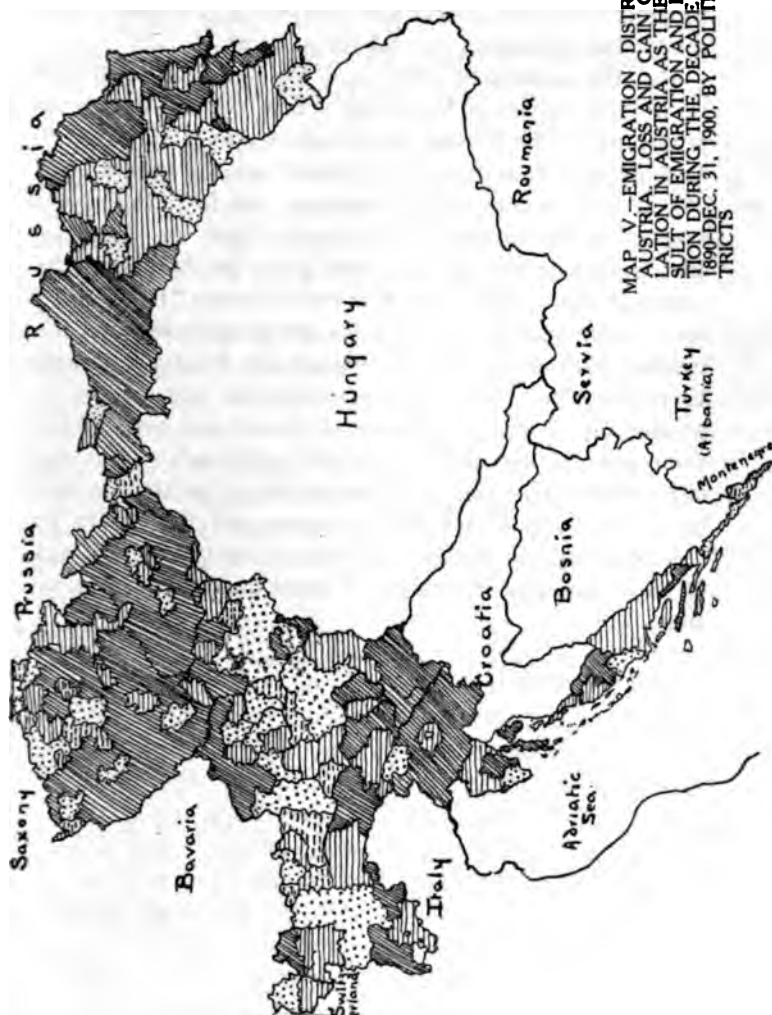 Russia
Prussia
Saxony
Bavaria
Hungary
Roumania
Servia
Croatia
Bosnia
Turkey
(Albania)
Montenegro
Adriatic
Sea.
Italy
Switz
erland
MAP V.—EMIGRATION DISTR
AUSTRIA. LOSS AND GAIN
LATION IN AUSTRIA AS THE
SULT OF EMIGRATION AND
TION DURING THE DECADE,
1890-DEC. 31, 1900, BY POLIT
TRICTS